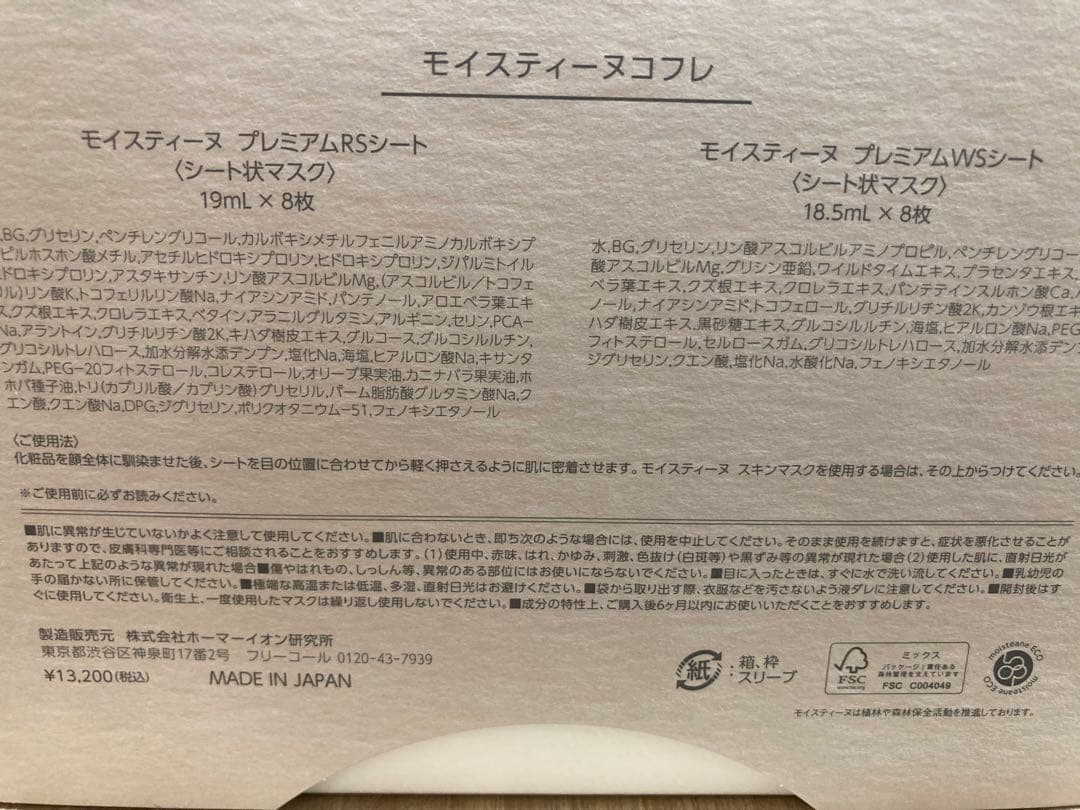 モイスティーヌコフレ
モイスティーヌ プレミアムRSシート
〈シート状マスク〉
19mL × 8枚
,BG,グリセリン,ペンチレングリコール,カルボキシメチルフェニルアミノカルボキシプ
ピルホスホン酸メチル,アセチルヒドロキシプロリン,ヒドロキシプロリン,ジパルミトイル
ドロキシプロリン,アスタキサンチン,リン酸アスコルビルMg,(アスコルビル/トコフェ
ル)リン酸K,トコフェリルリン酸Na,ナイアシンアミド,パンテノール,アロエベラ葉エキ
ス,クズ根エキス,クロレラエキス,ベタイン,アラニルグルタミン,アルギニン,セリン,PCA-
Na,アラントイン,グリチルリチン酸2K,キハダ樹皮エキス,グルコース,グルコシルルチン,
グリコシルトレハロース,加水分解水添デンプン,塩化Na,海塩,ヒアルロン酸Na,キサンタ
ンガム,PEG-20フィトステロール,コレステロール,オリーブ果実油,カニナバラ果実油,ホ
ホバ種子油,トリ(カプリル酸/カプリン酸)グリセリル,パーム脂肪酸グルタミン酸Na,ク
エン酸,クエン酸Na,DPG,ジグリセリン,ポリクオタニウム-51,フェノキシエタノール
モイスティーヌ プレミアムWSシート
〈シート状マスク〉
18.5mL × 8枚
水,BG,グリセリン,リン酸アスコルビルアミノプロピル,ペンチレングリコー
酸アスコルビルMg,グリシン亜鉛,ワイルドタイムエキス,プラセンタエキス,
ベラ葉エキス,クズ根エキス,クロレラエキス,パンテテインスルホン酸Ca,
ノール,ナイアシンアミド,トコフェロール,グリチルリチン酸2K,カンゾウ根エキ
ハダ樹皮エキス,黒砂糖エキス,グルコシルルチン,海塩,ヒアルロン酸Na,PEG
フィトステロール,セルロースガム,グリコシルトレハロース,加水分解水添デン
ジグリセリン,クエン酸,塩化Na,水酸化Na,フェノキシエタノール
〈ご使用法〉
化粧品を顔全体に馴染ませた後、シートを目の位置に合わせてから軽く押さえるように肌に密着させます。モイスティーヌ スキンマスクを使用する場合は、その上からつけてください。
※ご使用前に必ずお読みください。
■肌に異常が生じていないかよく注意して使用してください。■肌に合わないとき、即ち次のような場合には、使用を中止してください。そのまま使用を続けますと、症状を悪化させることが
ありますので、皮膚科専門医等にご相談されることをおすすめします。(1)使用中、赤味、はれ、かゆみ、刺激、色抜け(白斑等)や黒ずみ等の異常が現れた場合(2)使用した肌に、直射日光が
あたって上記のような異常が現れた場合■傷やはれもの、しっしん等、異常のある部位にはお使いにならないでください。■目に入ったときは、すぐに水で洗い流してください。■乳幼児の
手の届かない所に保管してください。■極端な高温または低温、多湿、直射日光はお避けください。■袋から取り出す際、衣服などを汚さないよう液ダレに注意してください。■開封後はす
ぐに使用してください。衛生上、一度使用したマスクは繰り返し使用しないでください。■成分の特性上、ご購入後6ヶ月以内にお使いいただくことをおすすめします。
製造販売元 株式会社ホーマーイオン研究所
東京都渋谷区神泉町17番2号 フリーコール 0120-43-7939
¥13,200(税込) MADE IN JAPAN
紙 : 箱、枠
スリーブ
FSC
www.fsc.org
ミックス
パッケージ|責任ある
森林管理を支えています
FSC C004049
moisteane ECO
moisteane ECO
モイスティーヌは植林や森林保全活動を推進しております。